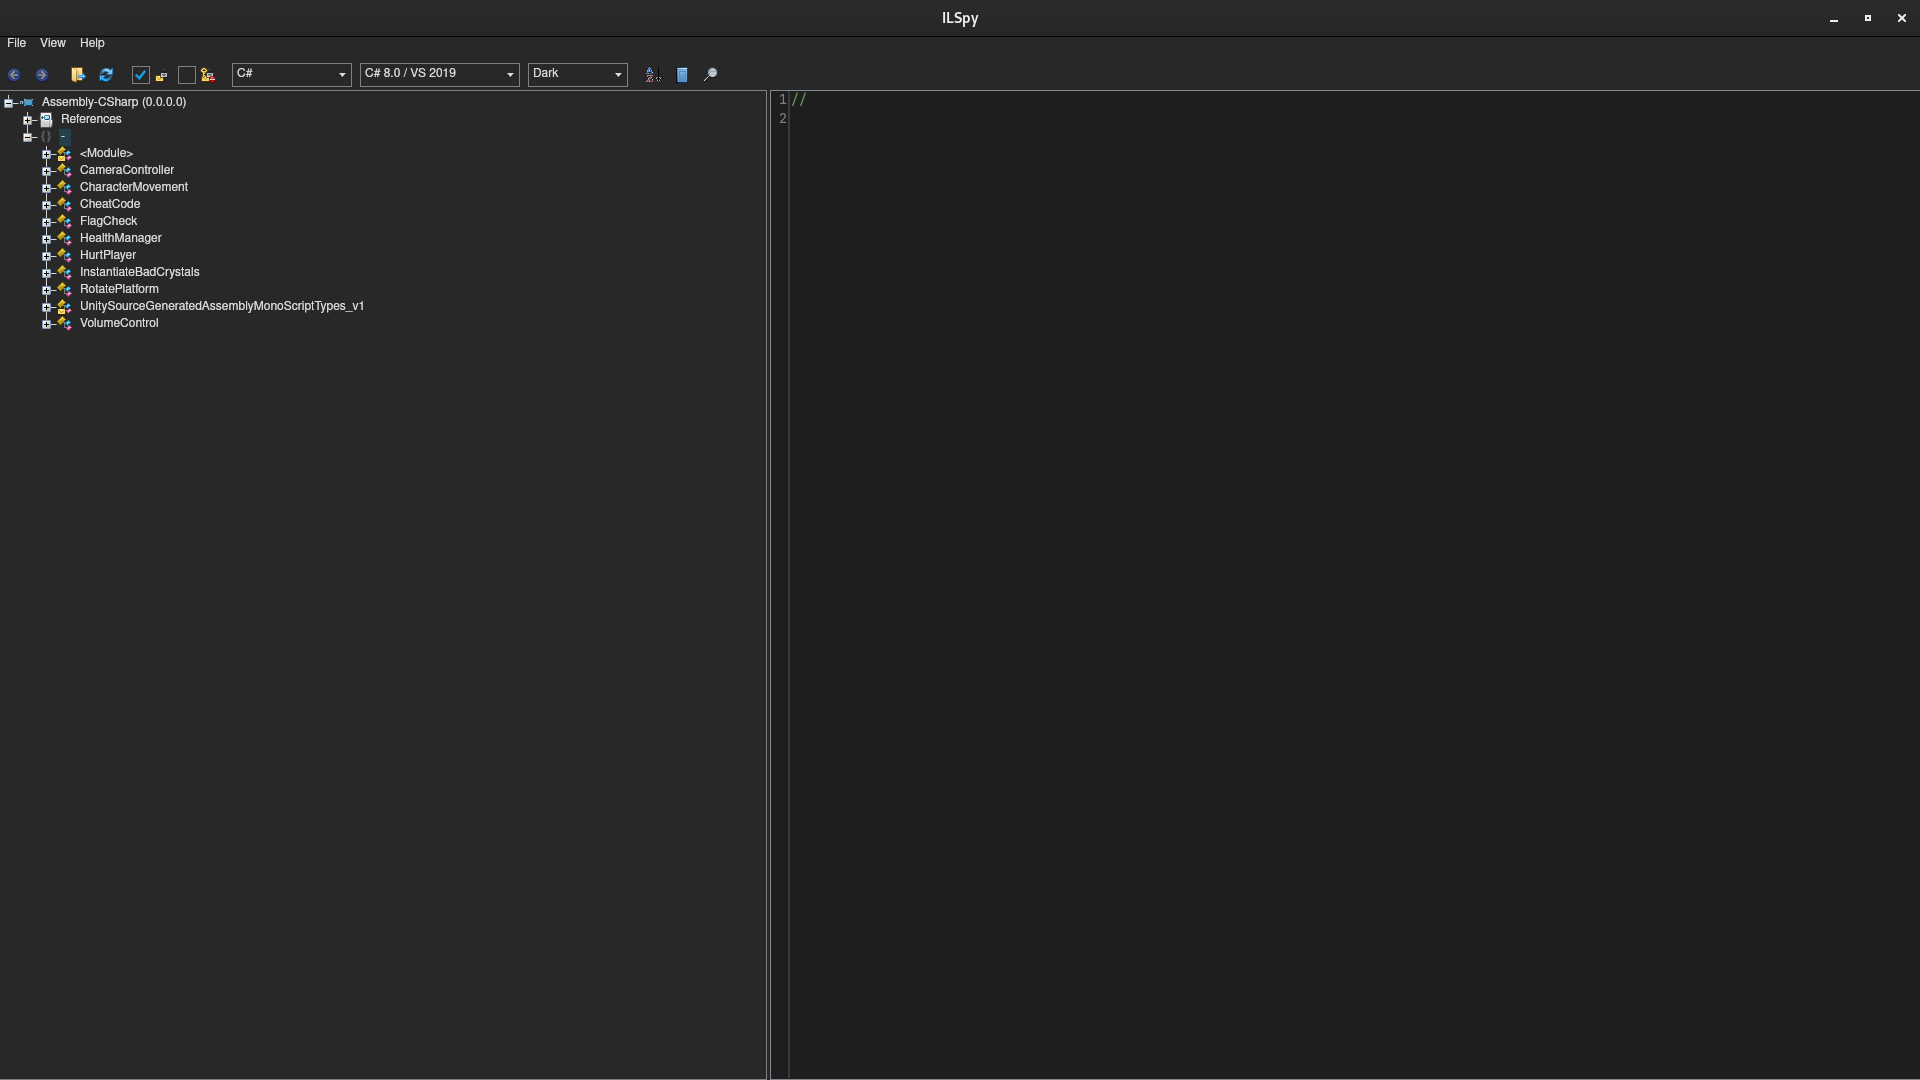 ILSpy
File View Help
C# C# 8.0 / VS 2019 Dark
Assembly-CSharp (0.0.0.0)
References
{} -
<Module>
CameraController
CharacterMovement
CheatCode
FlagCheck
HealthManager
HurtPlayer
InstantiateBadCrystals
RotatePlatform
UnitySourceGeneratedAssemblyMonoScriptTypes_v1
VolumeControl
1 //
2